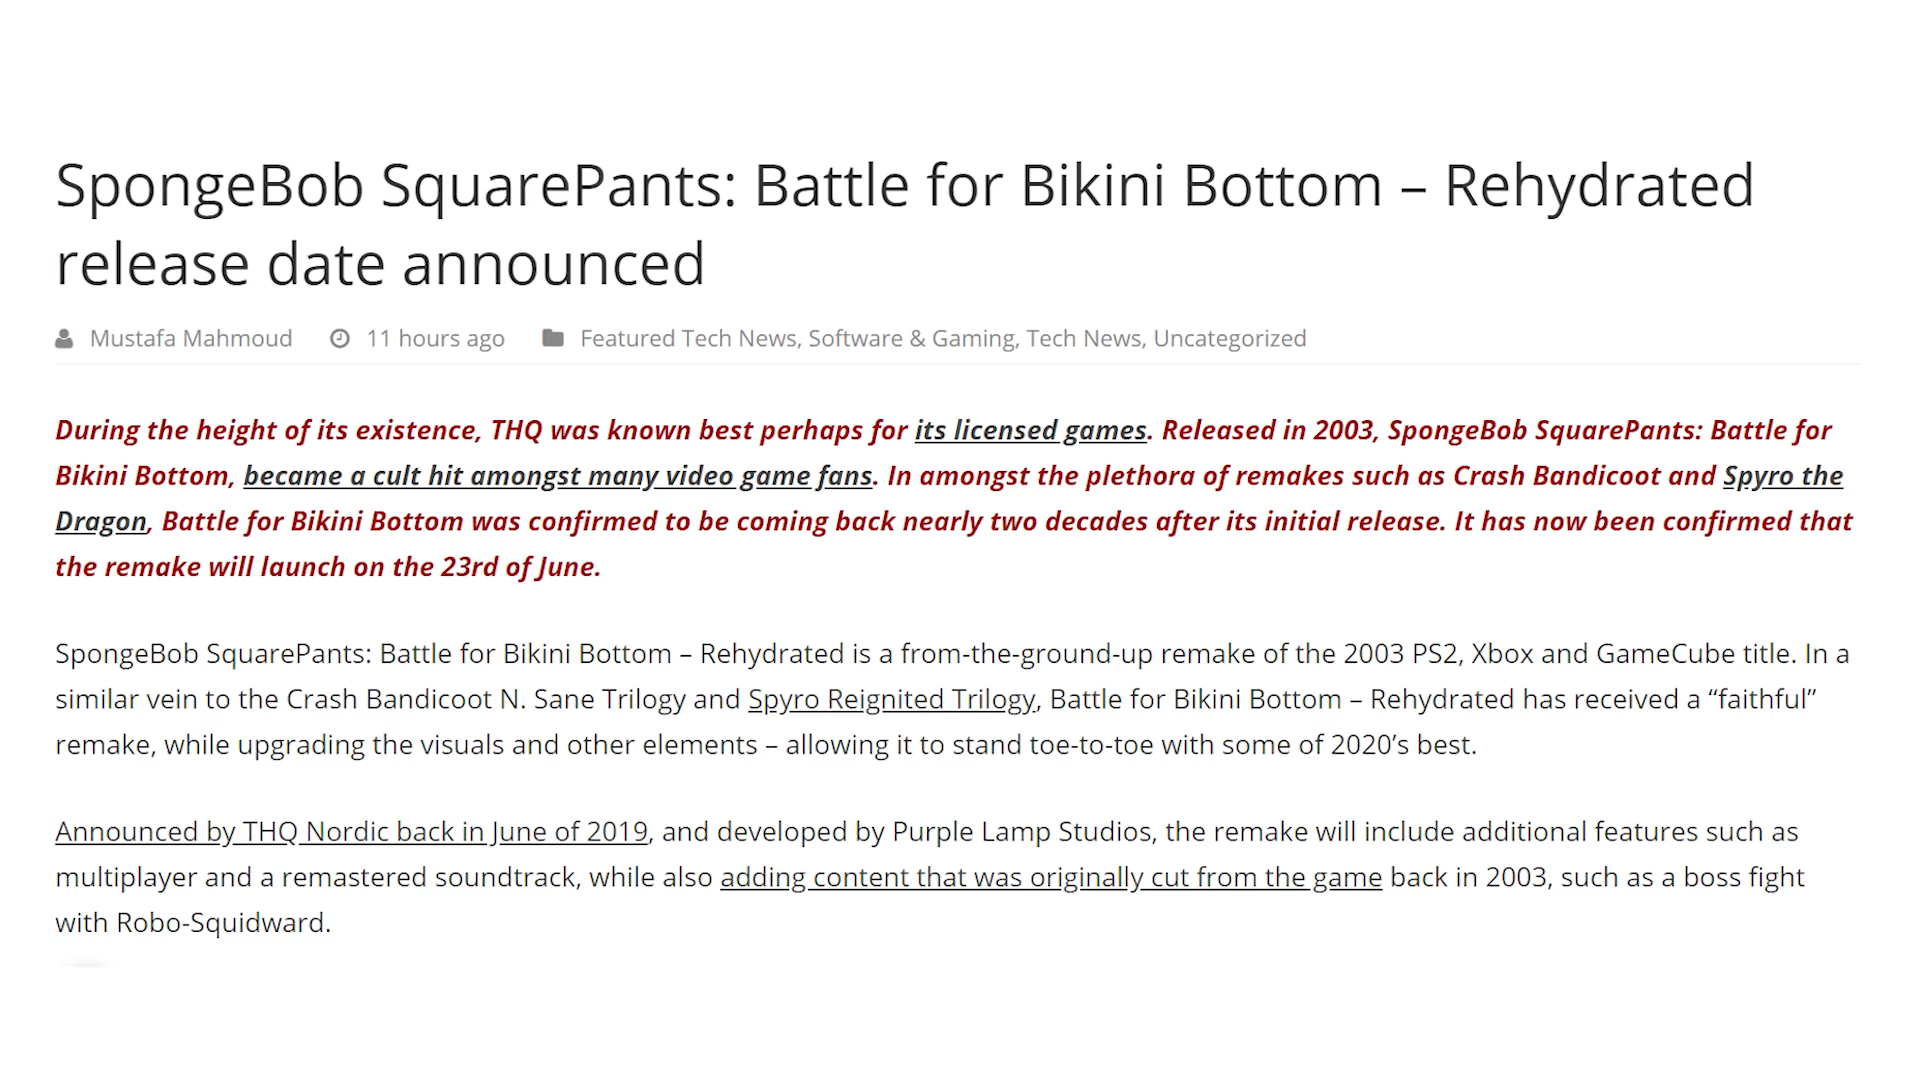 SpongeBob SquarePants: Battle for Bikini Bottom – Rehydrated
release date announced
Mustafa Mahmoud 11 hours ago Featured Tech News, Software & Gaming, Tech News, Uncategorized
During the height of its existence, THQ was known best perhaps for its licensed games. Released in 2003, SpongeBob SquarePants: Battle for
Bikini Bottom, became a cult hit amongst many video game fans. In amongst the plethora of remakes such as Crash Bandicoot and Spyro the
Dragon, Battle for Bikini Bottom was confirmed to be coming back nearly two decades after its initial release. It has now been confirmed that
the remake will launch on the 23rd of June.
SpongeBob SquarePants: Battle for Bikini Bottom – Rehydrated is a from-the-ground-up remake of the 2003 PS2, Xbox and GameCube title. In a
similar vein to the Crash Bandicoot N. Sane Trilogy and Spyro Reignited Trilogy, Battle for Bikini Bottom – Rehydrated has received a “faithful”
remake, while upgrading the visuals and other elements – allowing it to stand toe-to-toe with some of 2020’s best.
Announced by THQ Nordic back in June of 2019, and developed by Purple Lamp Studios, the remake will include additional features such as
multiplayer and a remastered soundtrack, while also adding content that was originally cut from the game back in 2003, such as a boss fight
with Robo-Squidward.